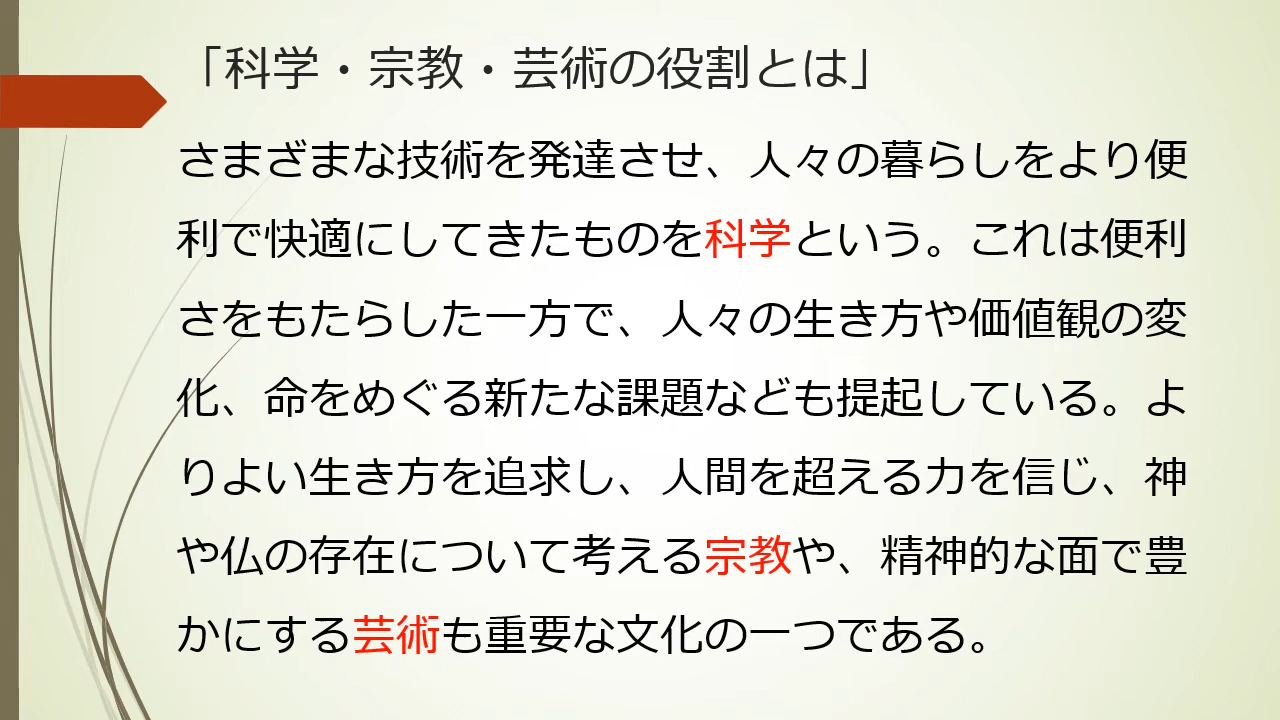 「科学・宗教・芸術の役割とは」
さまざまな技術を発達させ、人々の暮らしをより便
利で快適にしてきたものを科学という。これは便利
さをもたらした一方で、人々の生き方や価値観の変
化、命をめぐる新たな課題なども提起している。よ
りよい生き方を追求し、人間を超える力を信じ、神
や仏の存在について考える宗教や、精神的な面で豊
かにする芸術も重要な文化の一つである。